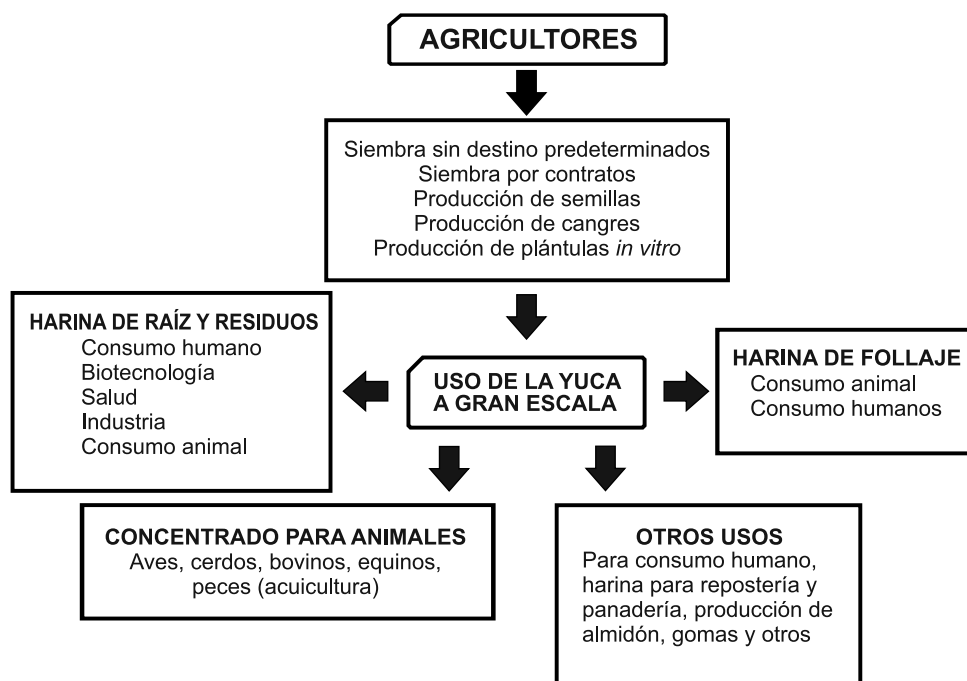 AGRICULTORES
Siembra sin destino predeterminados
Siembra por contratos
Producción de semillas
Producción de cangres
Producción de plántulas in vitro
HARINA DE RAÍZ Y RESIDUOS
Consumo humano
Biotecnología
Salud
Industria
Consumo animal
USO DE LA YUCA
A GRAN ESCALA
HARINA DE FOLLAJE
Consumo animal
Consumo humanos
CONCENTRADO PARA ANIMALES
Aves, cerdos, bovinos, equinos,
peces (acuicultura)
OTROS USOS
Para consumo humano,
harina para repostería y
panadería, producción de
almidón, gomas y otros